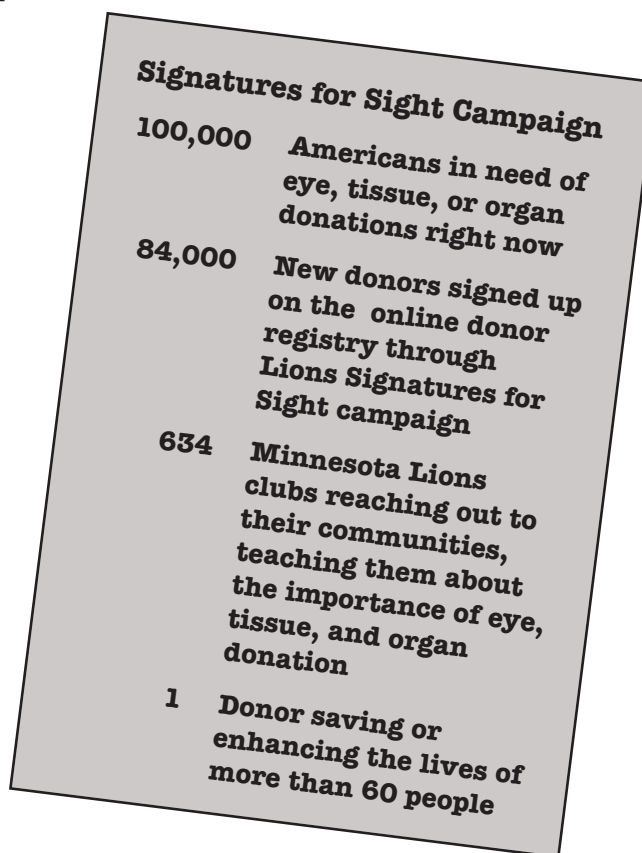 Signatures for Sight Campaign
100,000 Americans in need of
eye, tissue, or organ
donations right now
84,000 New donors signed up
on the online donor
registry through
Lions Signatures for
Sight campaign
634 Minnesota Lions
clubs reaching out to
their communities,
teaching them about
the importance of eye,
tissue, and organ
donation
1 Donor saving or
enhancing the lives of
more than 60 people